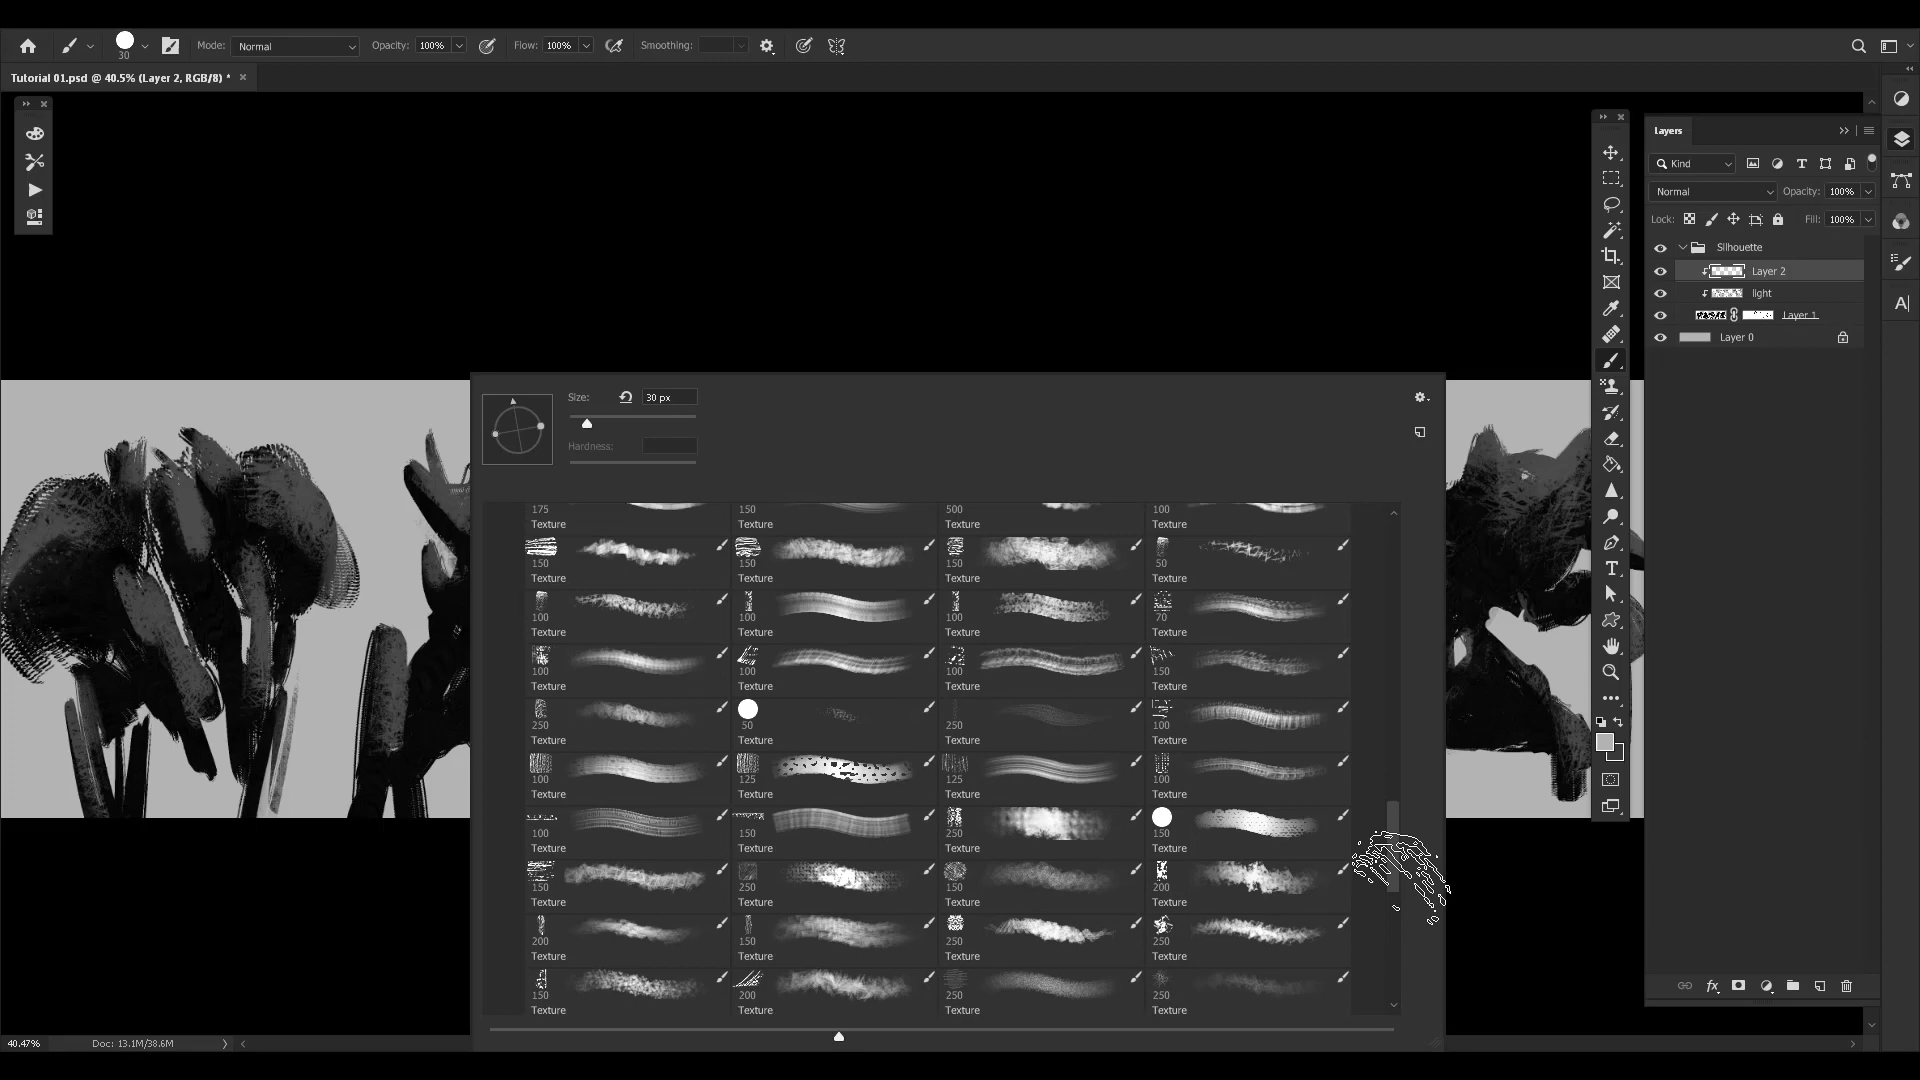 30
Mode: Normal
Opacity: 100%
Flow: 100%
Smoothing:
Tutorial 01.psd @ 40.5% (Layer 2, RGB/8) *
Layers
Kind
Normal
Opacity: 100%
Lock:
Fill: 100%
Silhouette
Layer 2
light
Layer 1
Layer 0
Size: 30 px
Hardness:
175 150 500 100
Texture Texture Texture Texture
150 150 150 50
Texture Texture Texture Texture
100 100 100 70
Texture Texture Texture Texture
100 100 100 150
Texture Texture Texture Texture
250 50 250 100
Texture Texture Texture Texture
100 125 125 100
Texture Texture Texture Texture
100 150 250 150
Texture Texture Texture Texture
150 250 150 200
Texture Texture Texture Texture
200 150 250 250
Texture Texture Texture Texture
150 200 250 250
Texture Texture Texture Texture
fx
40.47%
Doc: 13.1M/38.6M